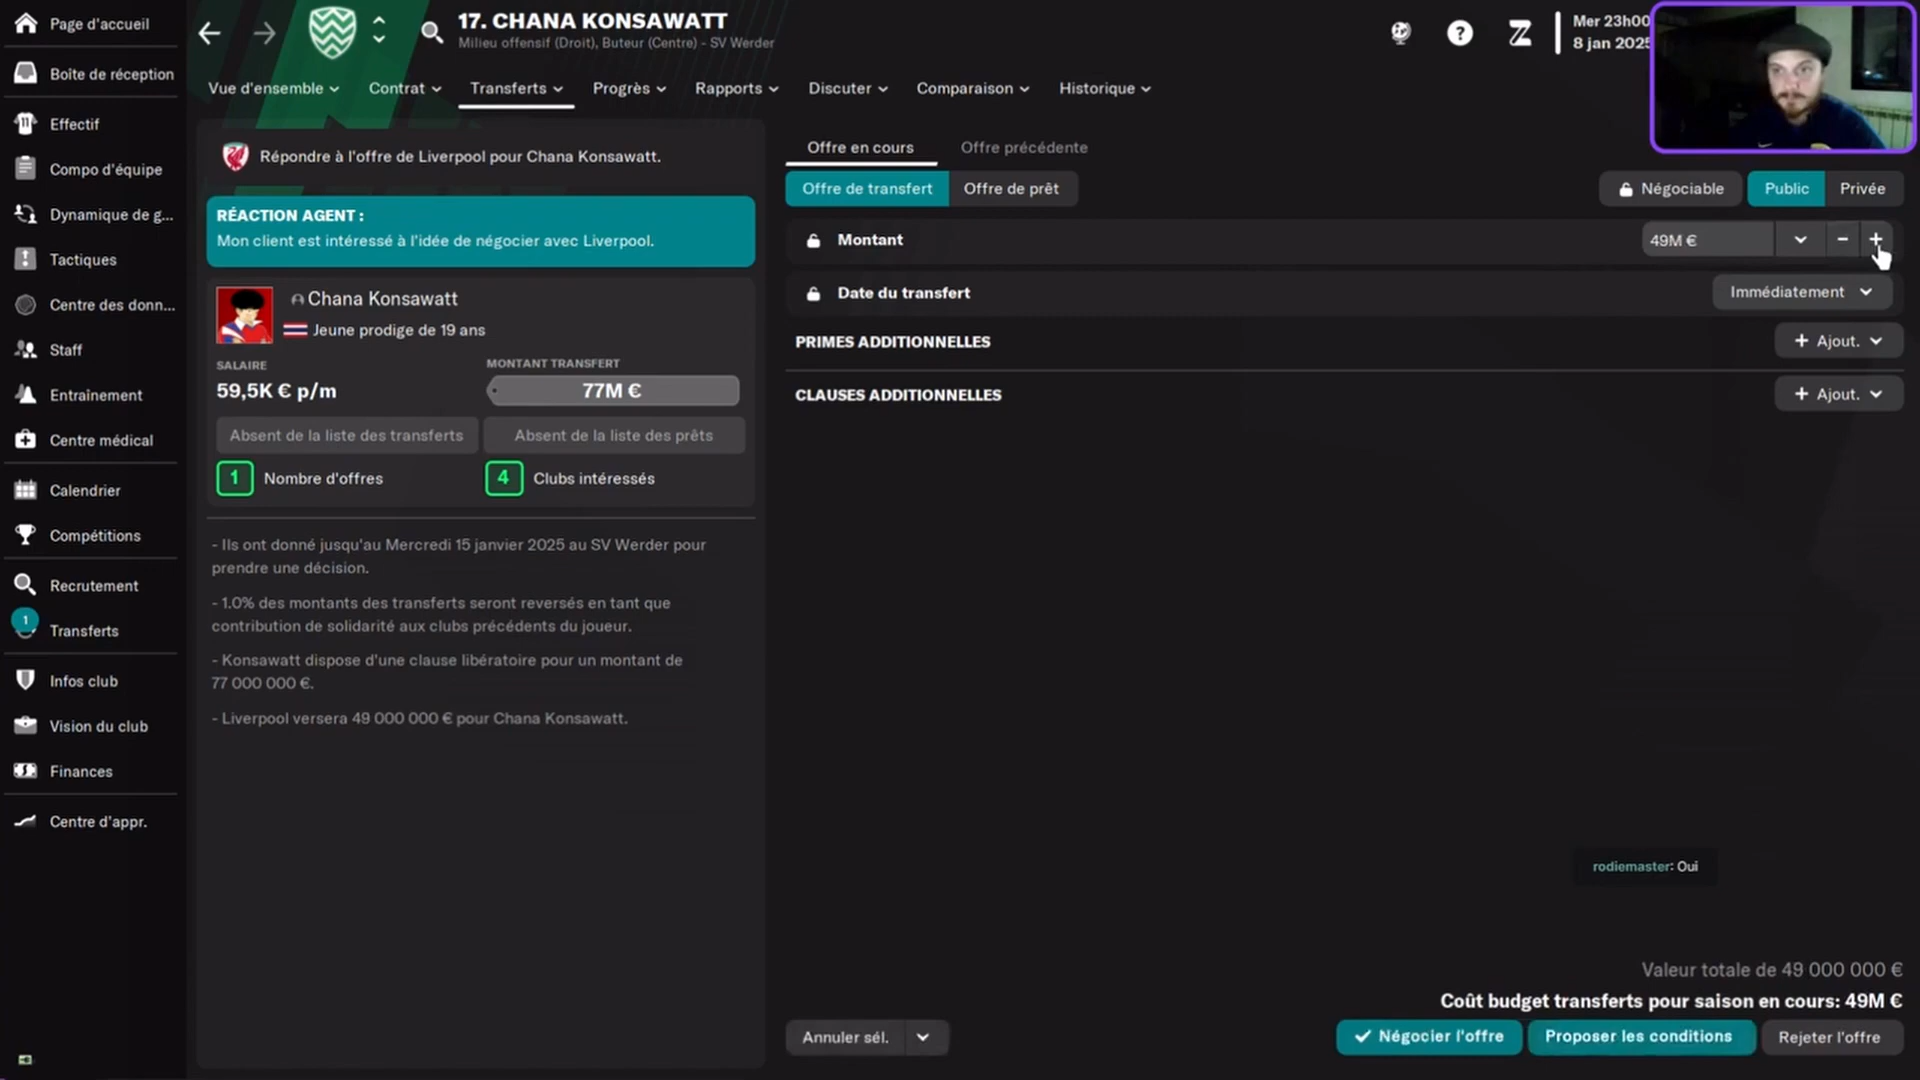 Page d'accueil
Boîte de réception
Effectif
Compo d'équipe
Dynamique de g...
Tactiques
Centre des donn...
Staff
Entraînement
Centre médical
Calendrier
Compétitions
Recrutement
1
Transferts
Infos club
Vision du club
Finances
Centre d'appr.
17. CHANA KONSAWATT
Milieu offensif (Droit), Buteur (Centre) - SV Werder
Mer 23h00
8 jan 2025
Vue d'ensemble
Contrat
Transferts
Progrès
Rapports
Discuter
Comparaison
Historique
Répondre à l'offre de Liverpool pour Chana Konsawatt.
RÉACTION AGENT :
Mon client est intéressé à l'idée de négocier avec Liverpool.
Chana Konsawatt
Jeune prodige de 19 ans
SALAIRE
59,5K € p/m
MONTANT TRANSFERT
77M €
Absent de la liste des transferts
Absent de la liste des prêts
1 Nombre d'offres
4 Clubs intéressés
- Ils ont donné jusqu'au Mercredi 15 janvier 2025 au SV Werder pour
prendre une décision.
- 1.0% des montants des transferts seront reversés en tant que
contribution de solidarité aux clubs précédents du joueur.
- Konsawatt dispose d'une clause libératoire pour un montant de
77 000 000 €.
- Liverpool versera 49 000 000 € pour Chana Konsawatt.
Offre en cours
Offre précédente
Offre de transfert
Offre de prêt
Négociable
Public
Privée
Montant
49M €
Date du transfert
Immédiatement
PRIMES ADDITIONNELLES
+ Ajout.
CLAUSES ADDITIONNELLES
+ Ajout.
rodiemaster: Oui
Valeur totale de 49 000 000 €
Coût budget transferts pour saison en cours: 49M €
Annuler sél.
Négocier l'offre
Proposer les conditions
Rejeter l'offre